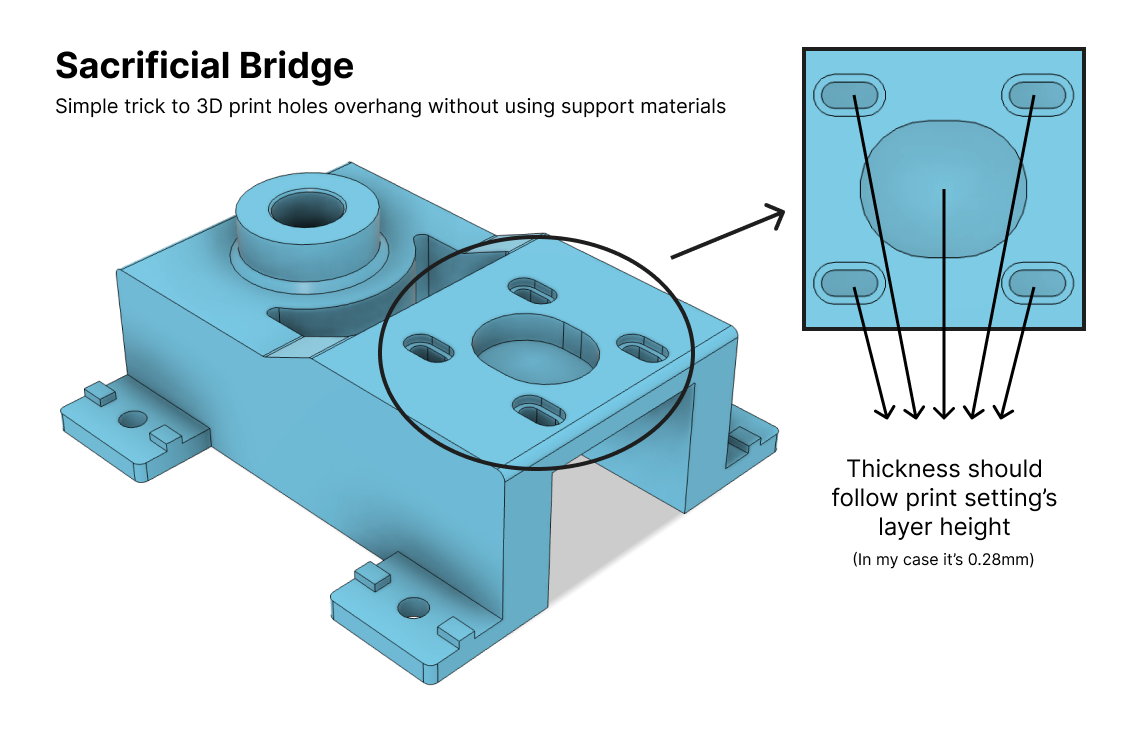 Sacrificial Bridge
Simple trick to 3D print holes overhang without using support materials
Thickness should
follow print setting’s
layer height
(In my case it’s 0.28mm)